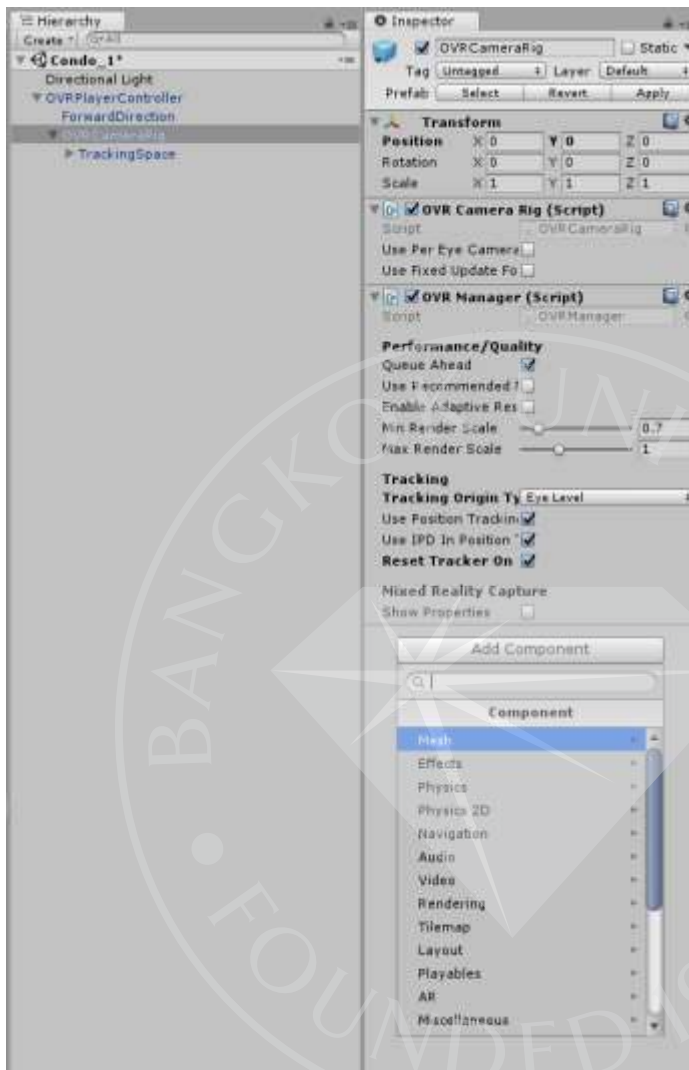 Hierarchy
Create
All
Condo_1*
Directional Light
OVRPlayerController
ForwardDirection
OVRCameraRig
TrackingSpace
Inspector
OVRCameraRig Static
Tag Untagged Layer Default
Prefab Select Revert Apply
Transform
Position X 0 Y 0 Z 0
Rotation X 0 Y 0 Z 0
Scale X 1 Y 1 Z 1
OVR Camera Rig (Script)
Script OVRCameraRig
Use Per Eye Camera
Use Fixed Update Fo
OVR Manager (Script)
Script OVRManager
Performance/Quality
Queue Ahead
Use Recommended
Enable Adaptive Res
Min Render Scale 0.7
Max Render Scale 1
Tracking
Tracking Origin Ty Eye Level
Use Position Trackin
Use IPD In Position
Reset Tracker On
Mixed Reality Capture
Show Properties
Add Component
Component
Mesh
Effects
Physics
Physics 2D
Navigation
Audio
Video
Rendering
Tilemap
Layout
Playables
AR
Miscellaneous
BANGKOK UNI
FOUNDED